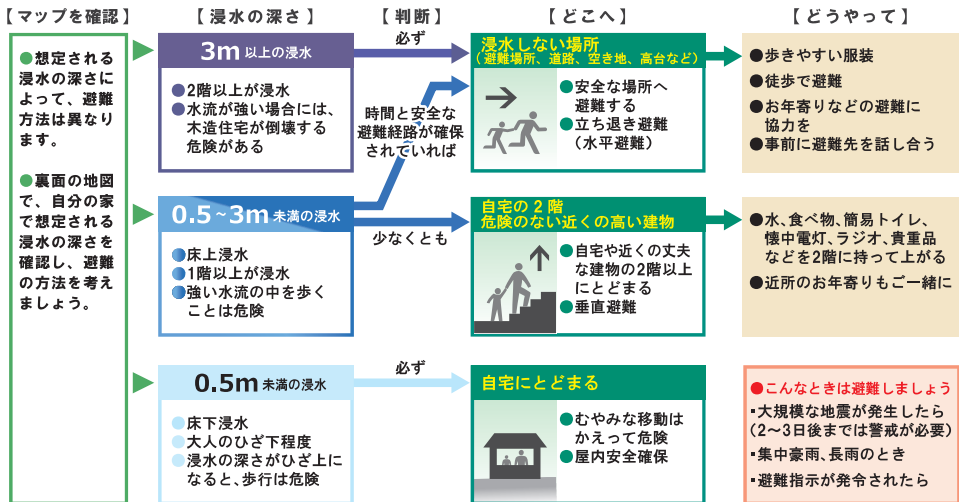 【マップを確認】
【浸水の深さ】
【判断】
【どこへ】
【どうやって】
●想定される
浸水の深さに
よって、避難
方法は異なり
ます。
●裏面の地図
で、自分の家
で想定される
浸水の深さを
確認し、避難
の方法を考え
ましょう。
3m以上の浸水
●2階以上が浸水
●水流が強い場合には、
木造住宅が倒壊する
危険がある
必ず
時間と安全な
避難経路が確保
されていれば
浸水しない場所
(避難場所、道路、空き地、高台など)
●安全な場所へ
避難する
●立ち退き避難
(水平避難)
●歩きやすい服装
●徒歩で避難
●お年寄りなどの避難に
協力を
●事前に避難先を話し合う
0.5~3m未満の浸水
●床上浸水
●1階以上が浸水
●強い水流の中を歩く
ことは危険
少なくとも
自宅の2階
危険のない近くの高い建物
●自宅や近くの丈夫
な建物の2階以上
にとどまる
●垂直避難
●水、食べ物、簡易トイレ、
懐中電灯、ラジオ、貴重品
などを2階に持って上がる
●近所のお年寄りもご一緒に
0.5m未満の浸水
●床下浸水
●大人のひざ下程度
●浸水の深さがひざ上に
なると、歩行は危険
必ず
自宅にとどまる
●むやみな移動は
かえって危険
●屋内安全確保
●こんなときは避難しましょう
▪大規模な地震が発生したら
(2~3日後までは警戒が必要)
▪集中豪雨、長雨のとき
▪避難指示が発令されたら